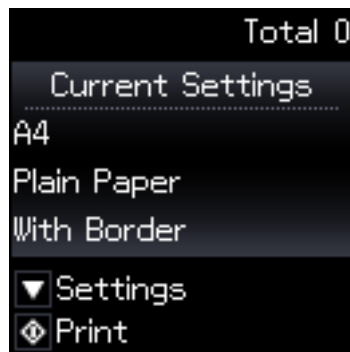 Total 0
Current Settings
A4
Plain Paper
With Border
Settings
Print